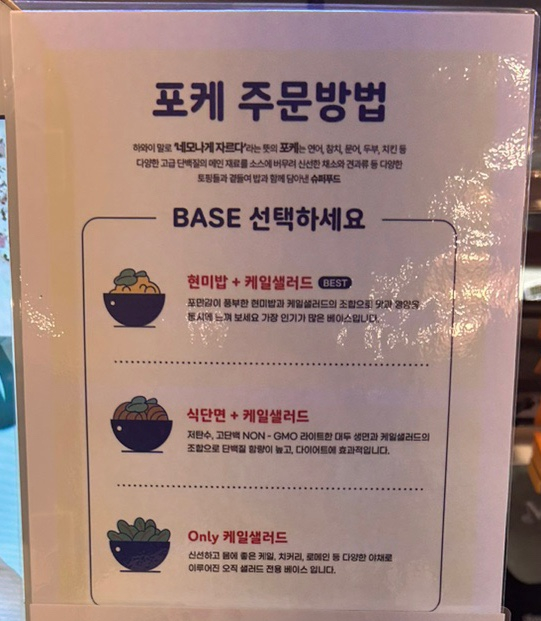 포케 주문방법
하와이 말로 '네모나게 자르다'라는 뜻의 포케는 연어, 참치, 문어, 두부, 치킨 등
다양한 고급 단백질의 메인 재료를 소스에 버무려 신선한 채소와 견과류 등 다양한
토핑들과 곁들여 밥과 함께 담아낸 슈퍼푸드
BASE 선택하세요
현미밥 + 케일샐러드 BEST
포만감이 풍부한 현미밥과 케일샐러드의 조합으로 맛과 영양을
동시에 느껴 보세요 가장 인기가 많은 베이스입니다.
식단면 + 케일샐러드
저탄수, 고단백 NON - GMO 라이트한 대두 생면과 케일샐러드의
조합으로 단백질 함량이 높고, 다이어트에 효과적입니다.
Only 케일샐러드
신선하고 몸에 좋은 케일, 치커리, 로메인 등 다양한 야채로
이루어진 오직 샐러드 전용 베이스 입니다.